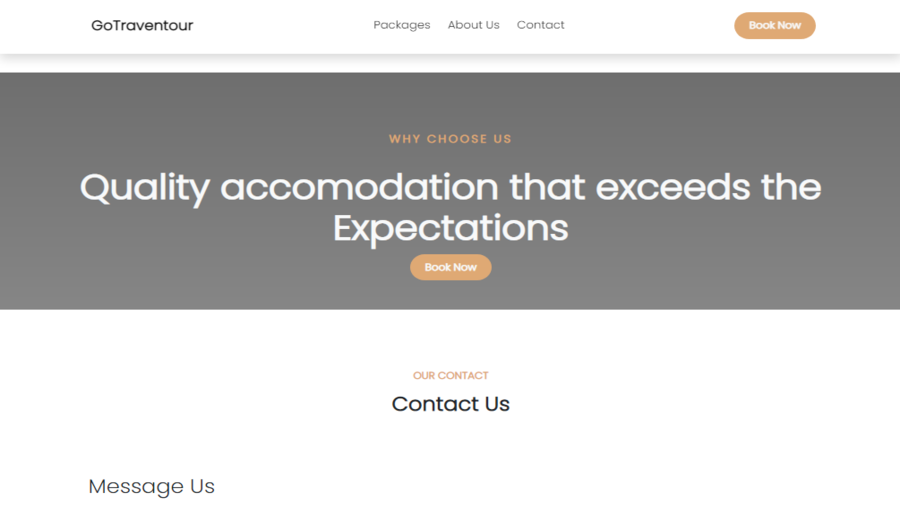 GoTraventour
Packages About Us Contact
Book Now
WHY CHOOSE US
Quality accomodation that exceeds the
Expectations
Book Now
OUR CONTACT
Contact Us
Message Us